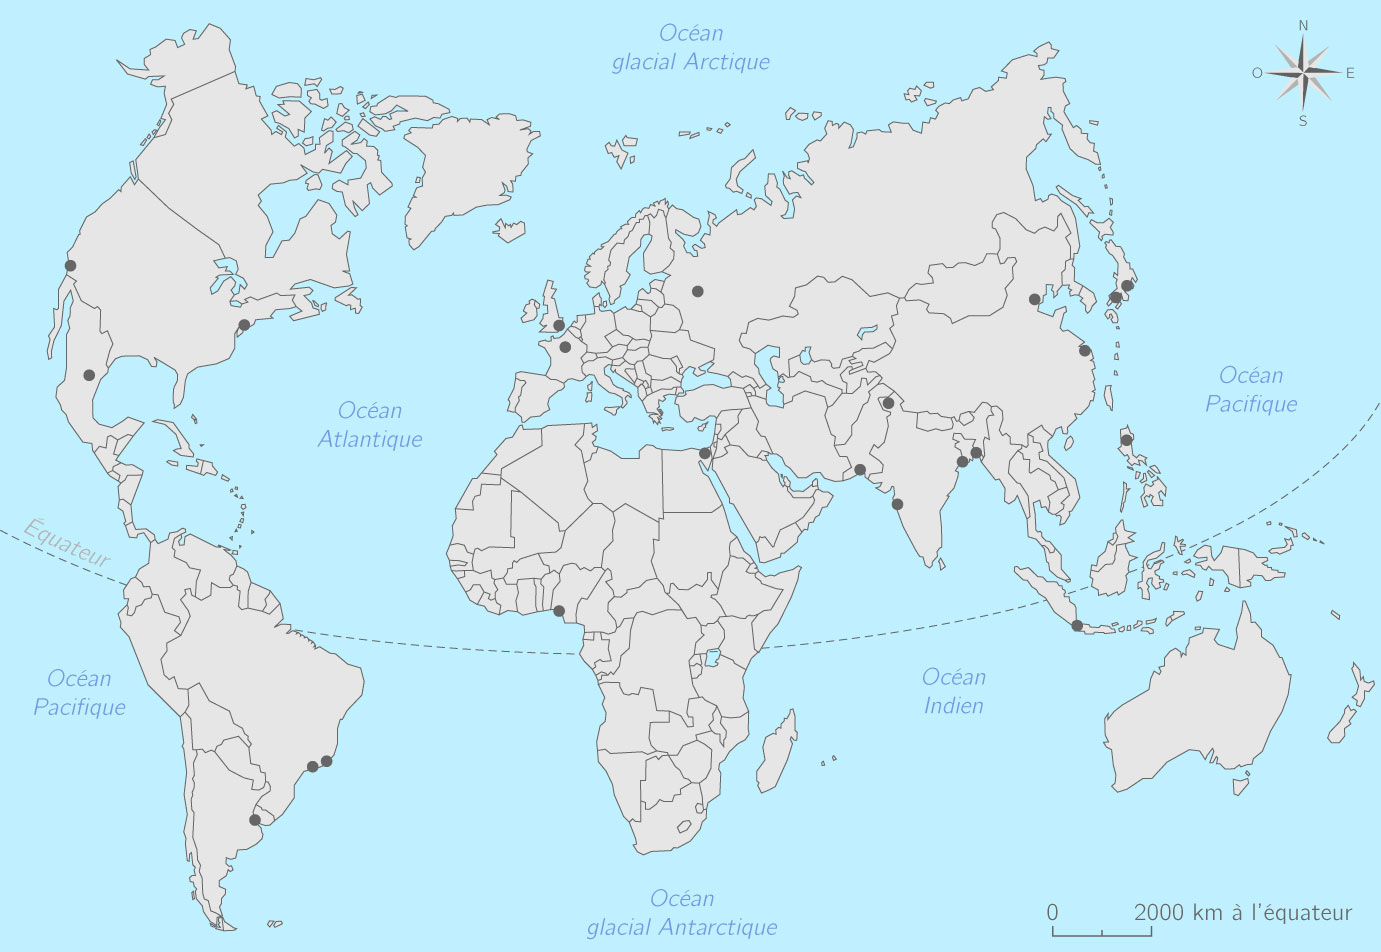 Océan
glacial Arctique
N
O
E
S
Océan
Pacifique
Océan
Atlantique
Équateur
Océan
Pacifique
Océan
Indien
Océan
glacial Antarctique
0 2000 km à l'équateur